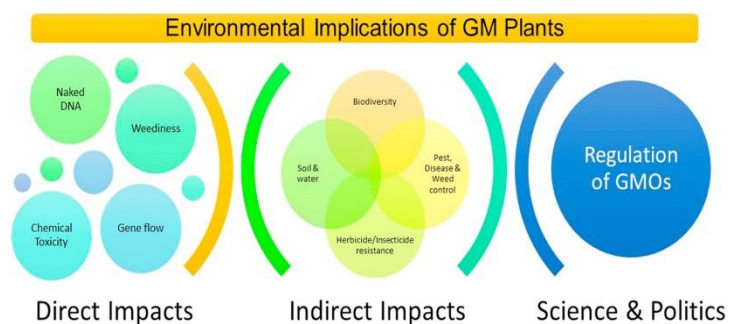 Environmental Implications of GM Plants
Naked
DNA
Weediness
Chemical
Toxicity
Gene flow
Biodiversity
Soil &
water
Pest,
Disease &
Weed
control
Herbicide/Insecticide
resistance
Regulation
of GMOs
Direct Impacts
Indirect Impacts
Science & Politics